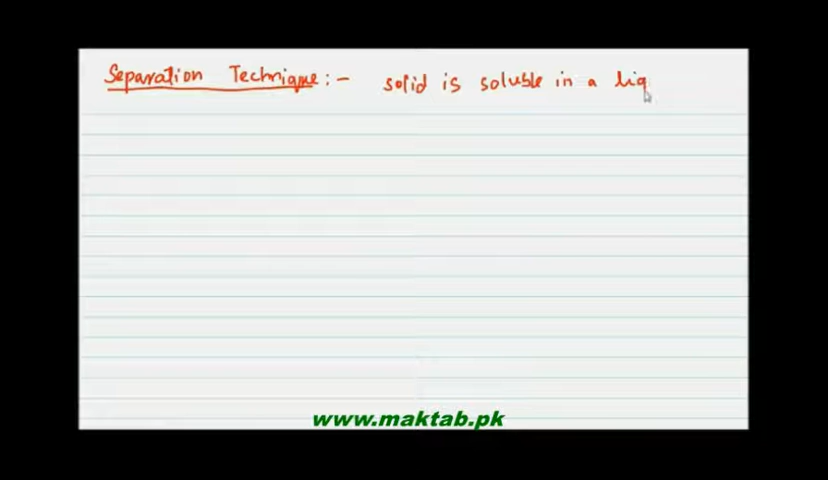 Separation Technique :- solid is soluble in a liq
www.maktab.pk